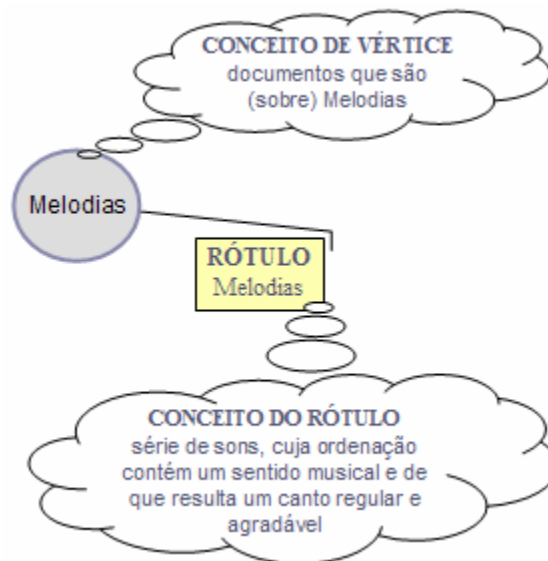 CONCEITO DE VÉRTICE
documentos que são
(sobre) Melodias
Melodias
RÓTULO
Melodias
CONCEITO DO RÓTULO
série de sons, cuja ordenação
contém um sentido musical e de
que resulta um canto regular e
agradável